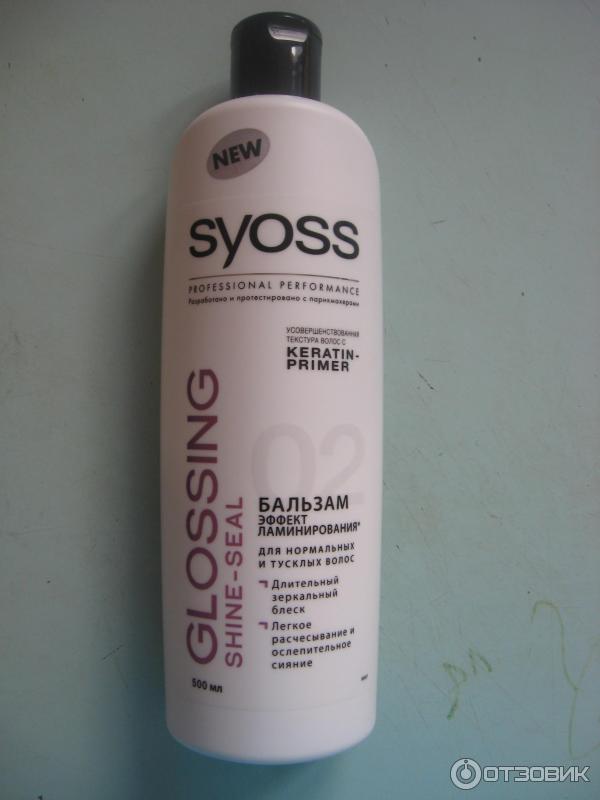 NEW
syoss
PROFESSIONAL PERFORMANCE
Разработано и протестировано с парикмахерами
УСОВЕРШЕНСТВОВАННАЯ
ТЕКСТУРА ВОЛОС С
KERATIN-
PRIMER
GLOSSING
SHINE-SEAL
02
БАЛЬЗАМ
ЭФФЕКТ
ЛАМИНИРОВАНИЯ*
ДЛЯ НОРМАЛЬНЫХ
И ТУСКЛЫХ ВОЛОС
Длительный
зеркальный
блеск
Легкое
расчесывание и
ослепительное
сияние
500 мл
ОТЗОВИК